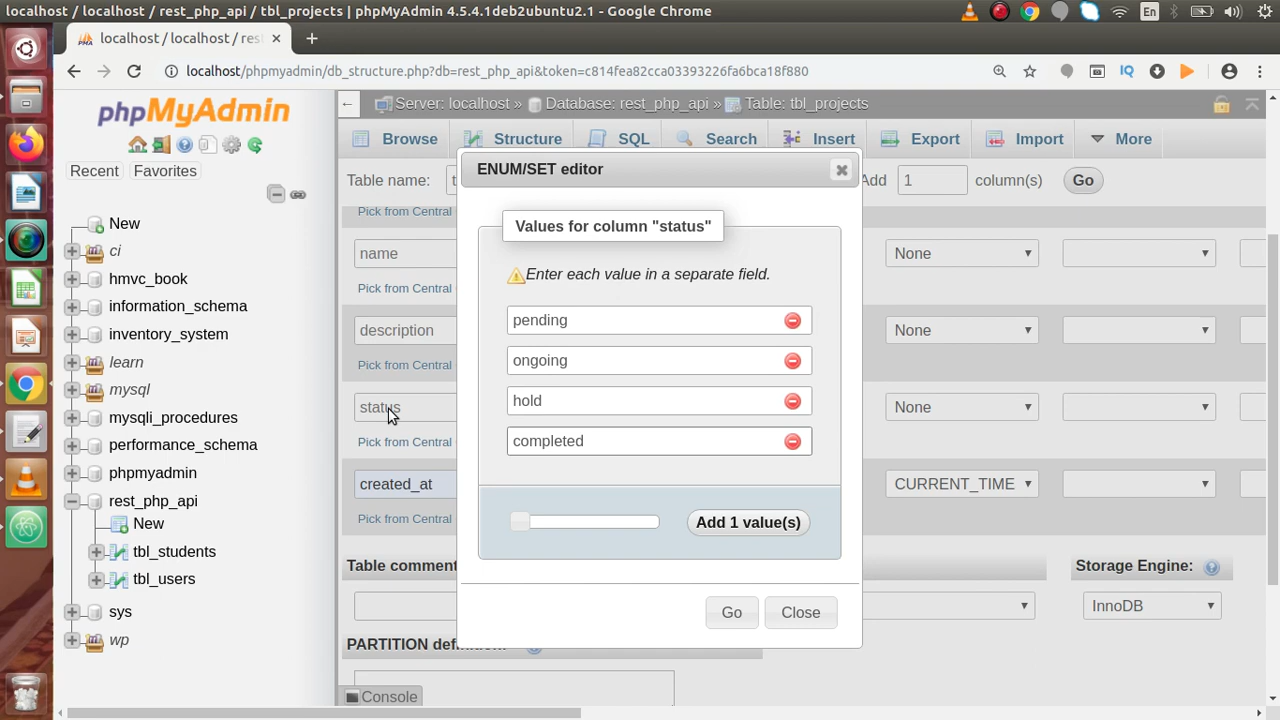 localhost / localhost / rest_php_api / tbl_projects | phpMyAdmin 4.5.4.1deb2ubuntu2.1 - Google Chrome
En
localhost / localhost / res
localhost/phpmyadmin/db_structure.php?db=rest_php_api&token=c814fea82cca03393226fa6bca18f880
phpMyAdmin
Recent
Favorites
New
ci
hmvc_book
information_schema
inventory_system
learn
mysql
mysqli_procedures
performance_schema
phpmyadmin
rest_php_api
New
tbl_students
tbl_users
sys
wp
Server: localhost » Database: rest_php_api » Table: tbl_projects
Browse Structure SQL Search Insert Export Import More
Table name: t Add 1 column(s) Go
Pick from Central
name None
Pick from Central
description None
Pick from Central
status None
Pick from Central
created_at CURRENT_TIME
Pick from Central
Table comment Storage Engine:
InnoDB
PARTITION definition:
Console
ENUM/SET editor
Values for column "status"
Enter each value in a separate field.
pending
ongoing
hold
completed
Add 1 value(s)
Go Close